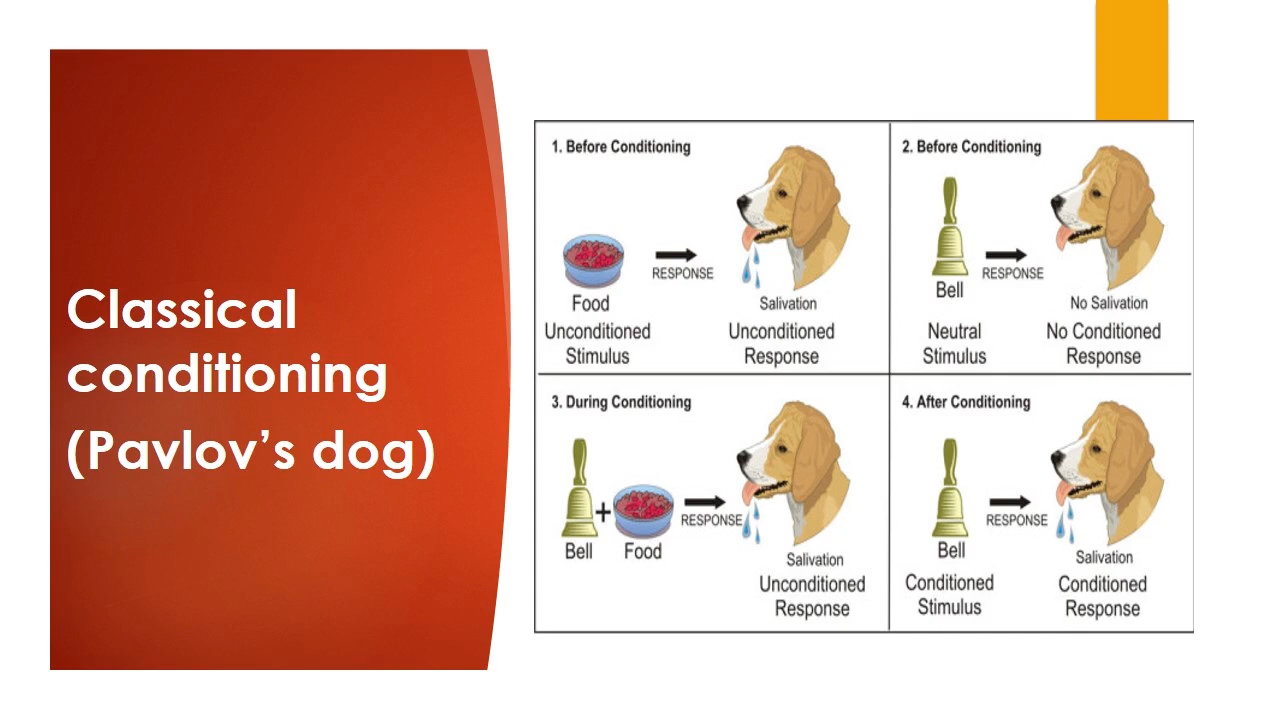 Classical
conditioning
(Pavlov's dog)
1. Before Conditioning
RESPONSE
Food
Salivation
Unconditioned
Stimulus
Unconditioned
Response
2. Before Conditioning
RESPONSE
Bell
No Salivation
Neutral
Stimulus
No Conditioned
Response
3. During Conditioning
+
RESPONSE
Bell
Food
Salivation
Unconditioned
Response
4. After Conditioning
RESPONSE
Bell
Salivation
Conditioned
Stimulus
Conditioned
Response